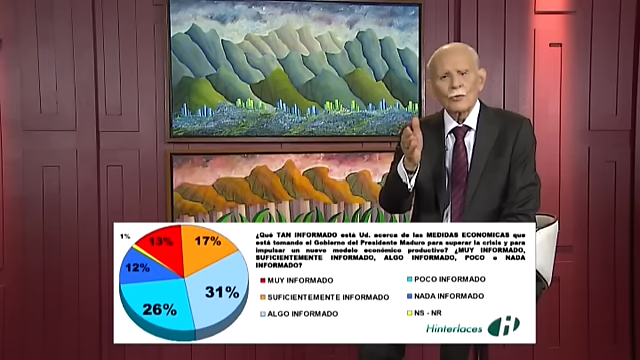 ¿Qué TAN INFORMADO está Ud. acerca de las MEDIDAS ECONOMICAS que
está tomando el Gobierno del Presidente Maduro para superar la crisis y para
impulsar un nuevo modelo económico productivo? ¿MUY INFORMADO,
SUFICIENTEMENTE INFORMADO, ALGO INFORMADO, POCO o NADA
INFORMADO?
1%
13%
17%
12%
31%
26%
MUY INFORMADO
POCO INFORMADO
SUFICIENTEMENTE INFORMADO
NADA INFORMADO
ALGO INFORMADO
NS - NR
Hinterlaces